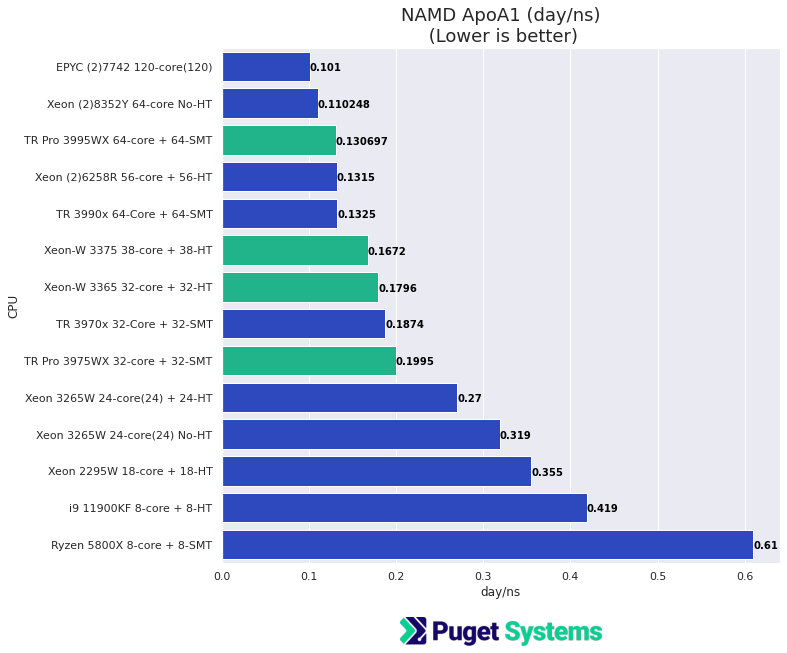 NAMD ApoA1 (day/ns)
(Lower is better)
EPYC (2)7742 120-core(120)
0.101
Xeon (2)8352Y 64-core No-HT
0.110248
TR Pro 3995WX 64-core + 64-SMT
0.130697
Xeon (2)6258R 56-core + 56-HT
0.1315
TR 3990x 64-Core + 64-SMT
0.1325
Xeon-W 3375 38-core + 38-HT
0.1672
Xeon-W 3365 32-core + 32-HT
0.1796
TR 3970x 32-Core + 32-SMT
0.1874
TR Pro 3975WX 32-core + 32-SMT
0.1995
Xeon 3265W 24-core(24) + 24-HT
0.27
Xeon 3265W 24-core(24) No-HT
0.319
Xeon 2295W 18-core + 18-HT
0.355
i9 11900KF 8-core + 8-HT
0.419
Ryzen 5800X 8-core + 8-SMT
0.61
CPU
0.0 0.1 0.2 0.3 0.4 0.5 0.6
day/ns
Puget Systems